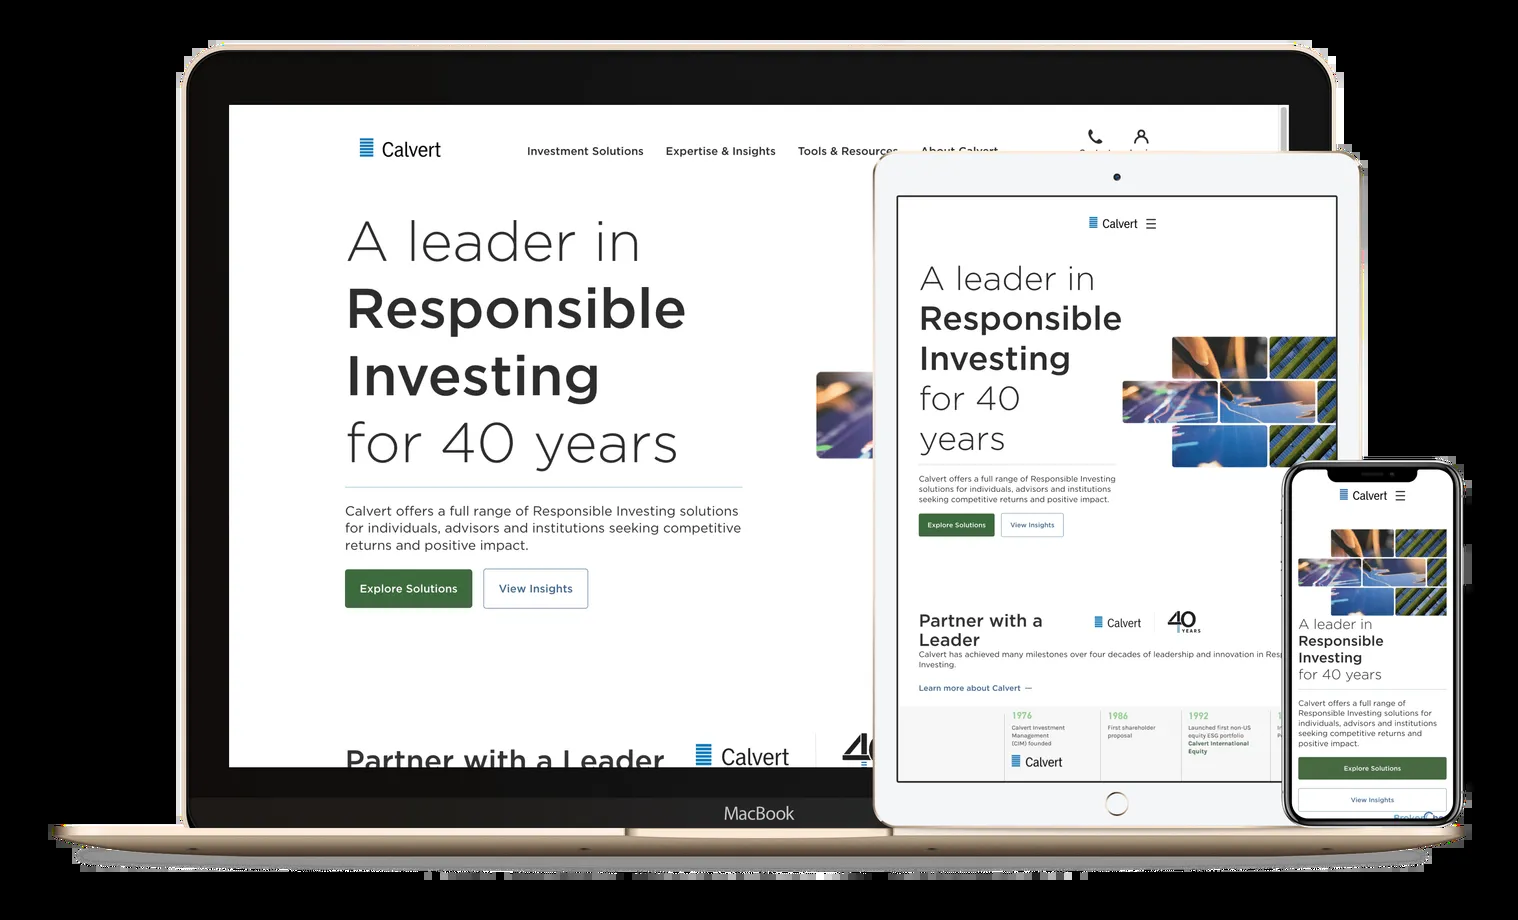 Calvert
Investment Solutions Expertise & Insights Tools & Resources About Calvert
A leader in
Responsible
Investing
for 40 years
Calvert offers a full range of Responsible Investing solutions
for individuals, advisors and institutions seeking competitive
returns and positive impact.
Explore Solutions View Insights
Partner with a Leader Calvert 40
MacBook
Calvert
A leader in
Responsible
Investing
for 40
years
Calvert offers a full range of Responsible Investing
solutions for individuals, advisors and institutions
seeking competitive returns and positive impact.
Explore Solutions View Insights
Partner with a
Leader
Calvert 40 YEARS
Calvert has achieved many milestones over four decades of leadership and innovation in
Investing.
Learn more about Calvert
1976
Calvert Investment
Management
(CIM) founded
Calvert
1986
First shareholder
proposal
1992
Launched first non-US
equity ESG portfolio
Calvert International
Equity
Calvert
A leader in
Responsible
Investing
for 40 years
Calvert offers a full range of
Responsible Investing solutions for
individuals, advisors and institutions
seeking competitive returns and
positive impact.
Explore Solutions
View Insights